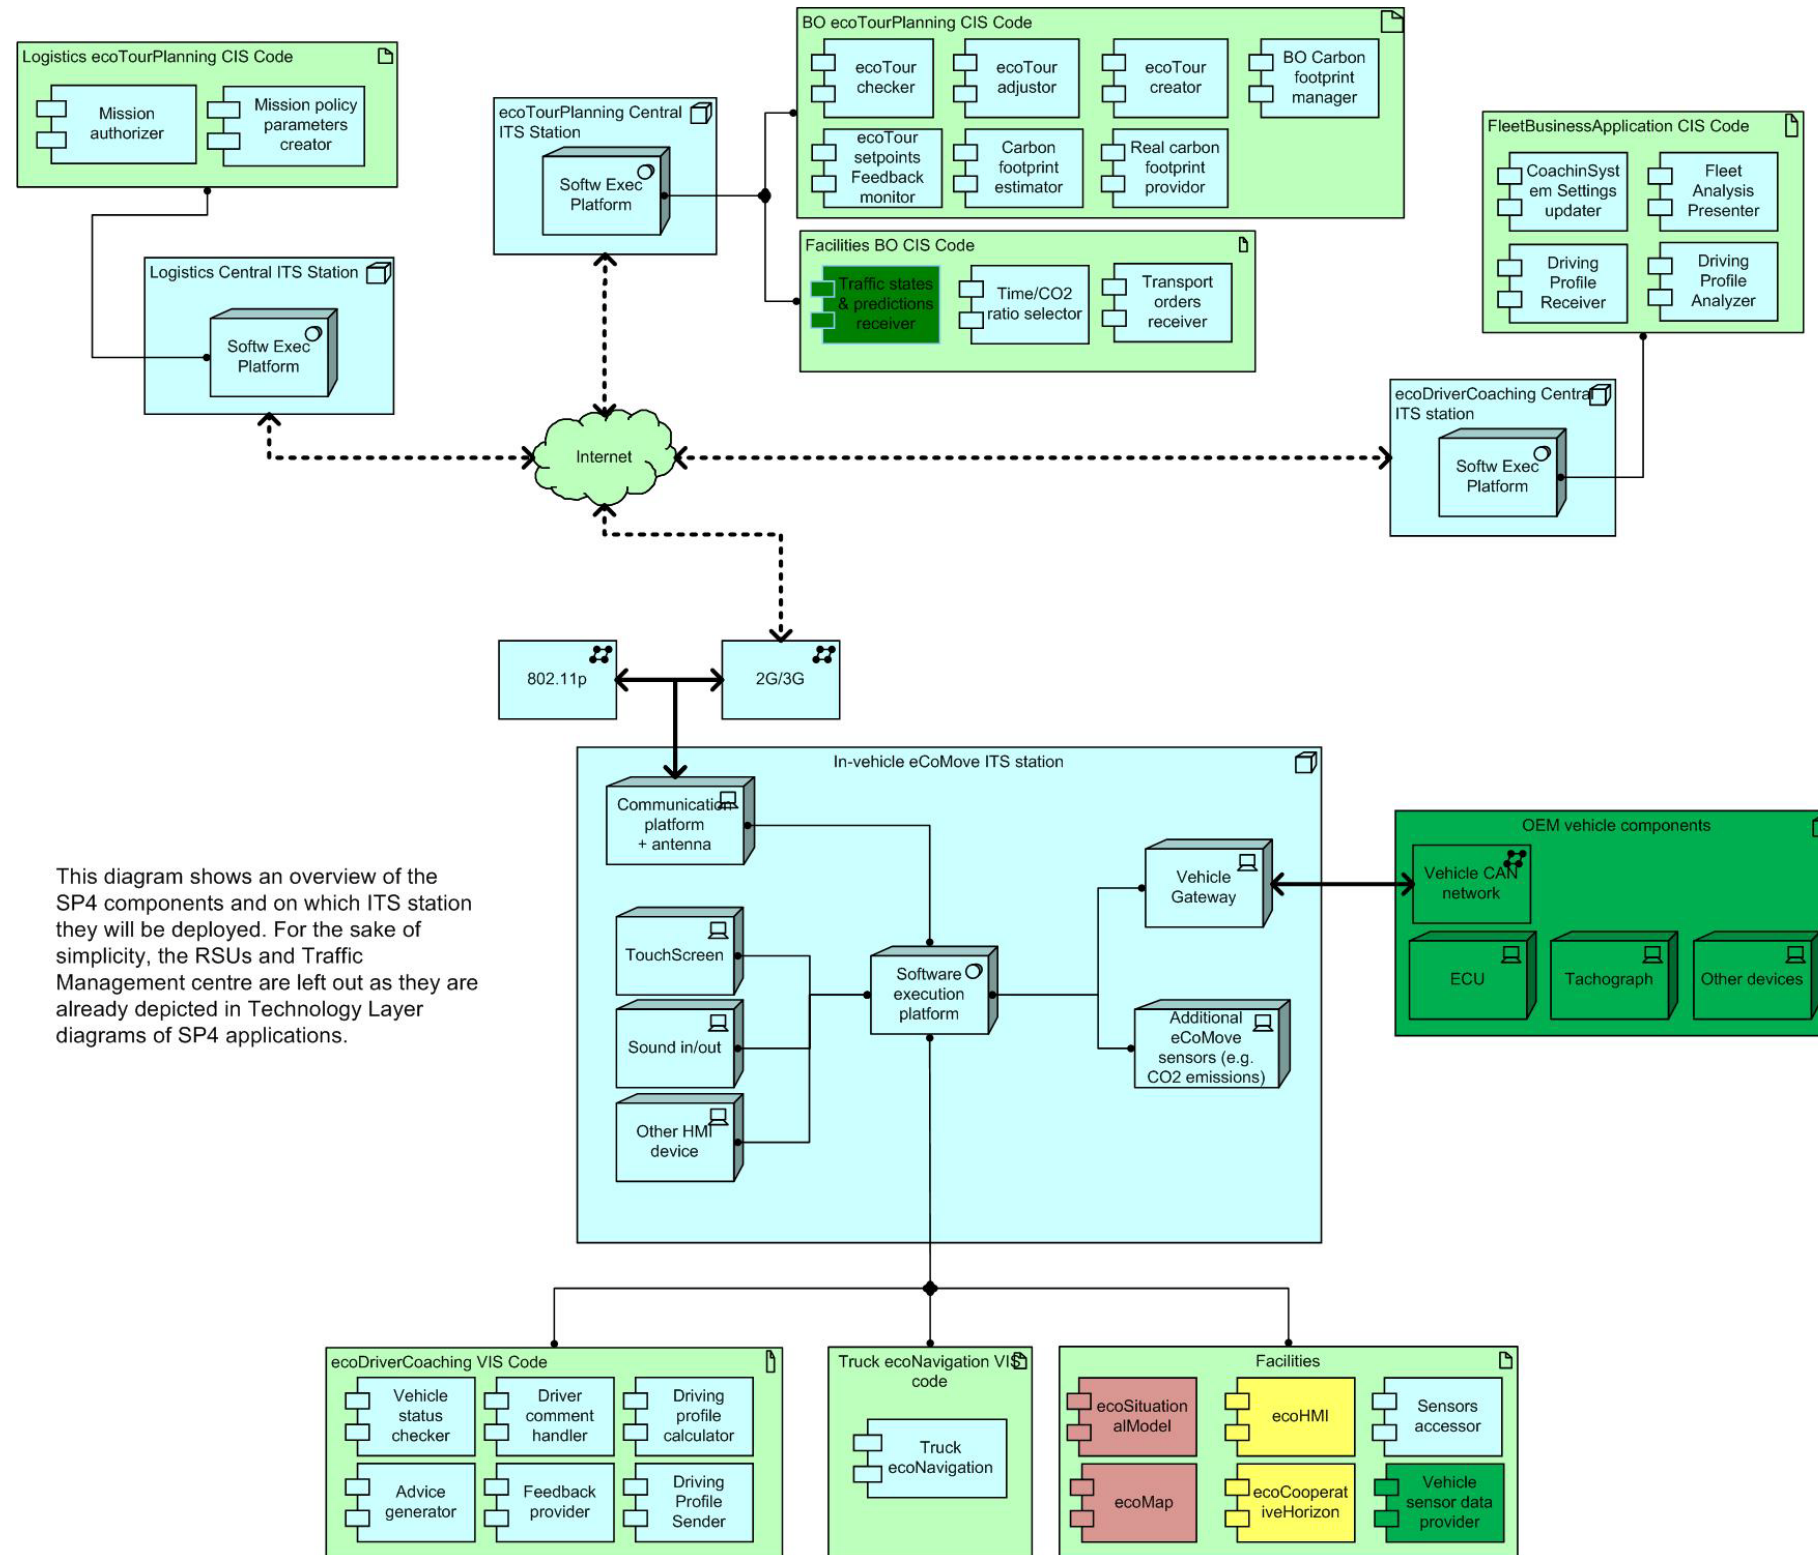 BO ecoTourPlanning CIS Code
ecoTour
checker
ecoTour
adjustor
ecoTour
creator
BO Carbon
footprint
manager
ecoTour
setpoints
Feedback
monitor
Carbon
footprint
estimator
Real carbon
footprint
providor
Logistics ecoTourPlanning CIS Code
Mission
authorizer
Mission policy
parameters
creator
ecoTourPlanning Central
ITS Station
Softw Exec
Platform
FleetBusinessApplication CIS Code
CoachinSyst
em Settings
updater
Fleet
Analysis
Presenter
Driving
Profile
Receiver
Driving
Profile
Analyzer
Facilities BO CIS Code
Traffic states
& predictions
receiver
Time/CO2
ratio selector
Transport
orders
receiver
Logistics Central ITS Station
Softw Exec
Platform
ecoDriverCoaching Central
ITS station
Softw Exec
Platform
Internet
802.11p
2G/3G
In-vehicle eCoMove ITS station
Communication
platform
+ antenna
TouchScreen
Sound in/out
Other HMI
device
Software
execution
platform
Vehicle
Gateway
Additional
eCoMove
sensors (e.g.
CO2 emissions)
OEM vehicle components
Vehicle CAN
network
ECU
Tachograph
Other devices
This diagram shows an overview of the
SP4 components and on which ITS station
they will be deployed. For the sake of
simplicity, the RSUs and Traffic
Management centre are left out as they are
already depicted in Technology Layer
diagrams of SP4 applications.
ecoDriverCoaching VIS Code
Vehicle
status
checker
Driver
comment
handler
Driving
profile
calculator
Advice
generator
Feedback
provider
Driving
Profile
Sender
Truck ecoNavigation VIS
code
Truck
ecoNavigation
Facilities
ecoSituation
alModel
ecoHMI
Sensors
accessor
ecoMap
ecoCooperat
iveHorizon
Vehicle
sensor data
provider